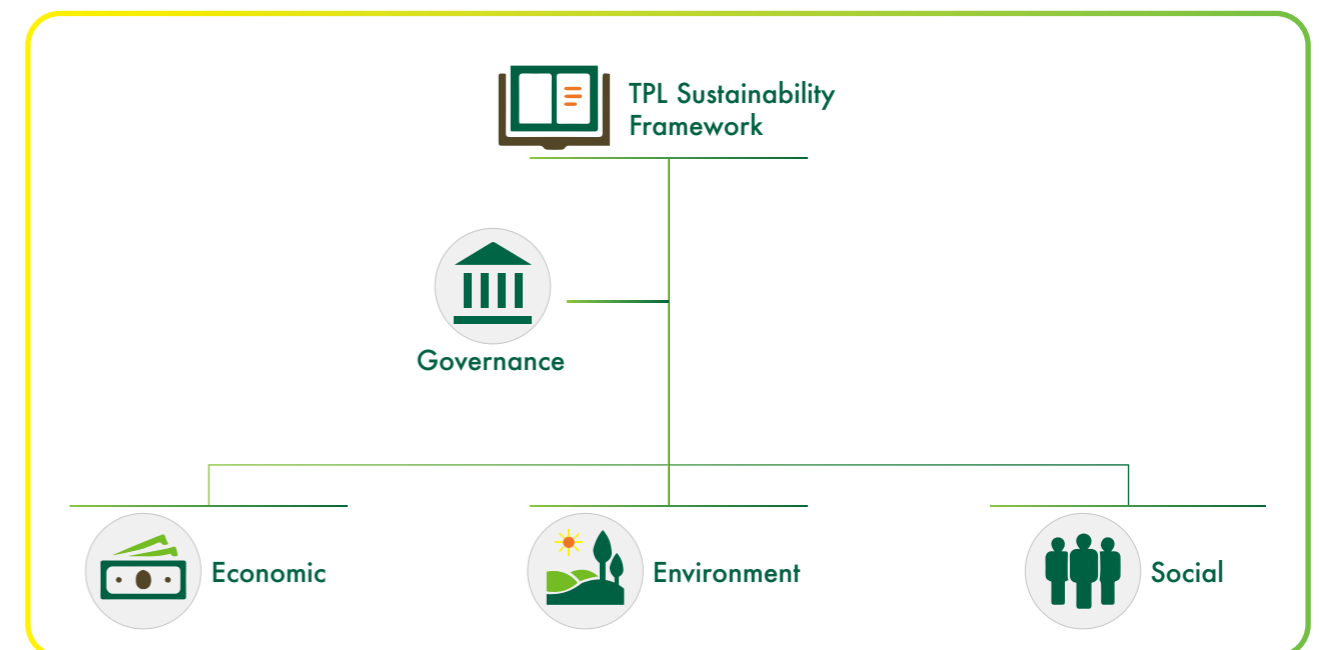 TPL Sustainability
Framework
Governance
Economic
Environment
Social